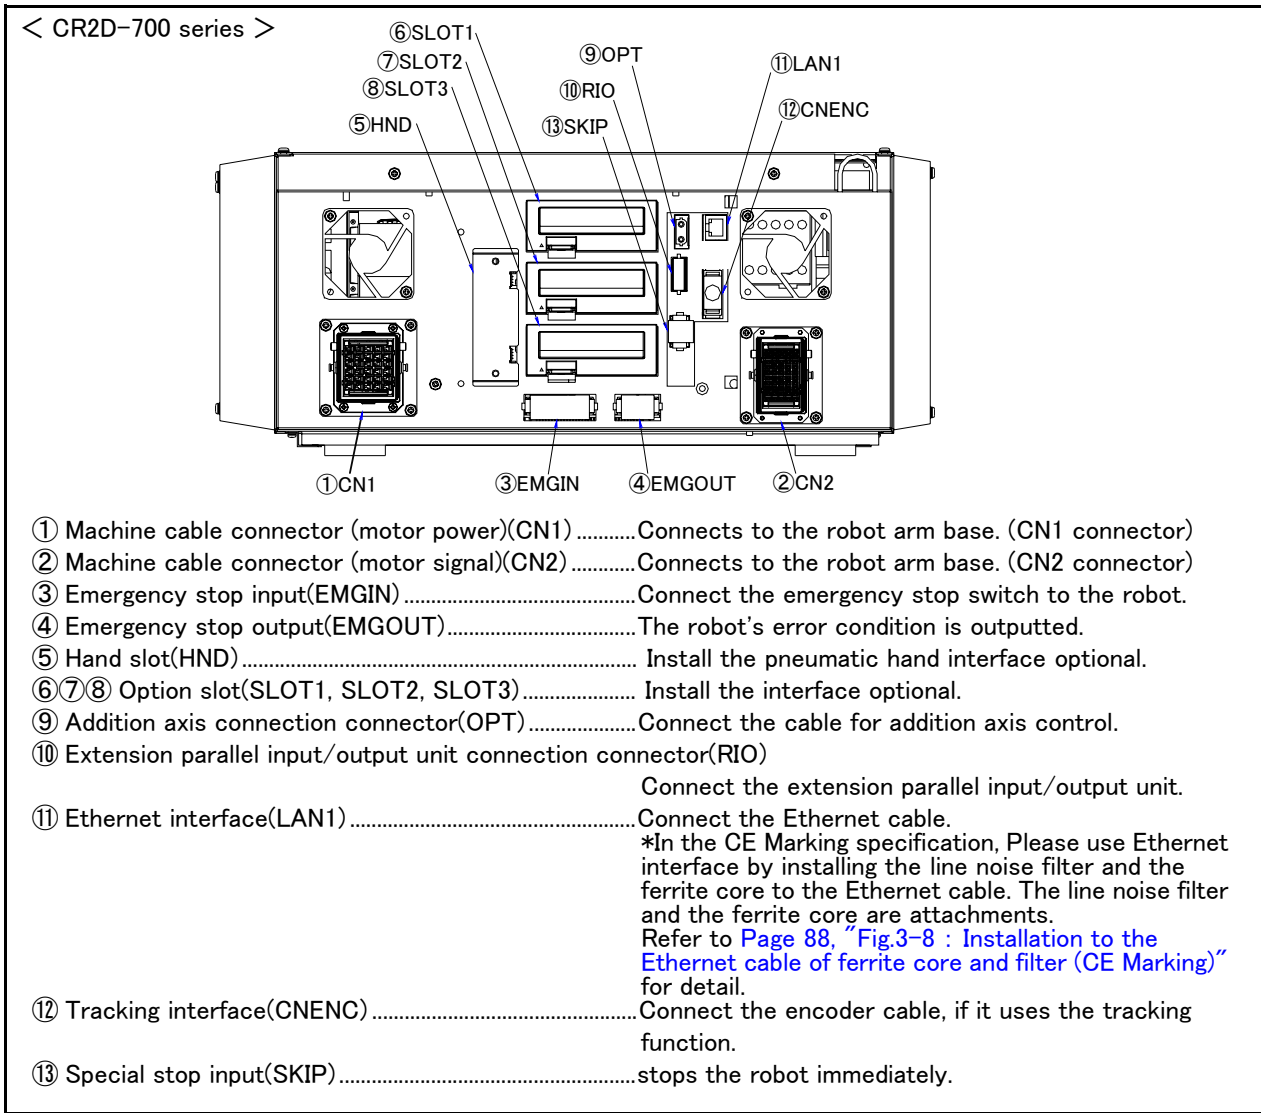 < CR2D-700 series >
⑥SLOT1
⑦SLOT2
⑧SLOT3
⑤HND
⑨OPT
⑩RIO
⑬SKIP
⑪LAN1
⑫CNENC
①CN1
③EMGIN
④EMGOUT
②CN2
① Machine cable connector (motor power)(CN1)............Connects to the robot arm base. (CN1 connector)
② Machine cable connector (motor signal)(CN2).............Connects to the robot arm base. (CN2 connector)
③ Emergency stop input(EMGIN)..........................................Connect the emergency stop switch to the robot.
④ Emergency stop output(EMGOUT)..................................The robot's error condition is outputted.
⑤ Hand slot(HND)....................................................................... Install the pneumatic hand interface optional.
⑥⑦⑧ Option slot(SLOT1, SLOT2, SLOT3)..................... Install the interface optional.
⑨ Addition axis connection connector(OPT)....................Connect the cable for addition axis control.
⑩ Extension parallel input/output unit connection connector(RIO)
Connect the extension parallel input/output unit.
⑪ Ethernet interface(LAN1)....................................................Connect the Ethernet cable.
*In the CE Marking specification, Please use Ethernet
interface by installing the line noise filter and the
ferrite core to the Ethernet cable. The line noise filter
and the ferrite core are attachments.
Refer to Page 88, "Fig.3-8 : Installation to the
Ethernet cable of ferrite core and filter (CE Marking)"
for detail.
⑫ Tracking interface(CNENC)................................................Connect the encoder cable, if it uses the tracking
function.
⑬ Special stop input(SKIP)......................................................stops the robot immediately.